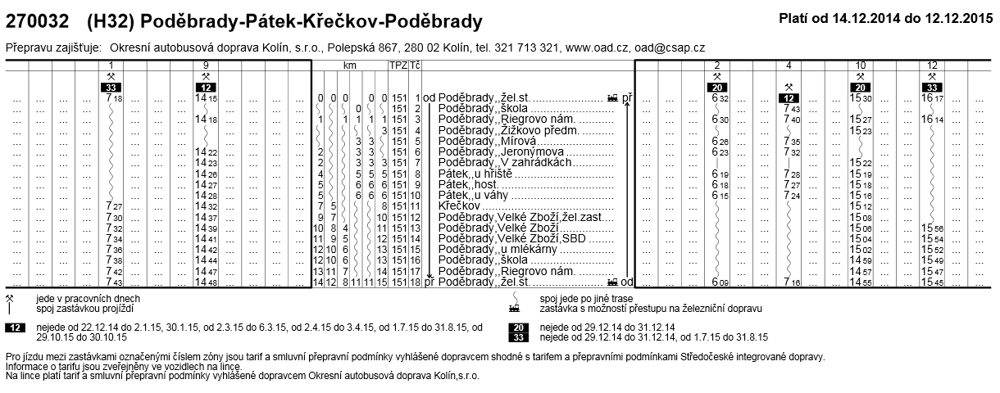 270032 (H32) Poděbrady-Pátek-Křečkov-Poděbrady
Platí od 14.12.2014 do 12.12.2015
Přepravu zajišťuje: Okresní autobusová doprava Kolín, s.r.o., Polepská 867, 280 02 Kolín, tel. 321 713 321, www.oad.cz, oad@csap.cz
1 9 km TPZ Tč 2 4 10 12
33 12 20 12 20 33
7 18 14 15 0 0 0 0 0 151 1 od Poděbrady,,žel.st. př 6 32 15 30 16 17
0 151 2 Poděbrady,,škola 7 43
14 18 1 1 1 1 1 151 3 Poděbrady,,Riegrovo nám. 6 30 7 40 15 27 16 14
3 151 4 Poděbrady,,Žižkovo předm. 15 23
3 3 151 5 Poděbrady,,Mírová 6 26 7 35
14 22 2 3 3 151 6 Poděbrady,,Jeronýmova 6 23 7 32
14 23 2 3 3 3 151 7 Poděbrady,,V zahrádkách 15 22
14 26 4 5 5 5 151 8 Pátek,,u hřiště 6 19 7 28 15 19
14 27 5 6 6 6 151 9 Pátek,,host. 6 18 7 27 15 18
14 28 5 6 6 6 151 10 Pátek,,u váhy 6 15 7 24 15 16
7 27 14 32 7 5 8 151 11 Křečkov 15 12
7 30 14 37 9 7 10 151 12 Poděbrady,Velké Zboží,žel.zast. 15 08
7 32 14 39 10 8 4 11 151 13 Poděbrady,Velké Zboží 15 06 15 56
7 34 14 41 11 9 5 12 151 14 Poděbrady,Velké Zboží,SBD 15 04 15 54
7 36 14 42 12 10 6 13 151 15 Poděbrady,,u mlékárny 15 02 15 52
7 38 14 44 12 10 6 13 151 16 Poděbrady,,škola 14 59 15 49
7 42 14 47 13 11 7 14 151 17 Poděbrady,,Riegrovo nám. 14 57 15 47
7 43 14 48 14 12 8 11 11 15 151 18 př Poděbrady,,žel.st. od 6 09 7 16 14 55 15 45
jede v pracovních dnech
spoj zastávkou projíždí
spoj jede po jiné trase
zastávka s možností přestupu na železniční dopravu
12 nejede od 22.12.14 do 2.1.15, 30.1.15, od 2.3.15 do 6.3.15, od 2.4.15 do 3.4.15, od 1.7.15 do 31.8.15, od
29.10.15 do 30.10.15
20 nejede od 29.12.14 do 31.12.14
33 nejede od 29.12.14 do 31.12.14, od 1.7.15 do 31.8.15
Pro jízdu mezi zastávkami označenými číslem zóny jsou tarif a smluvní přepravní podmínky vyhlášené dopravcem shodné s tarifem a přepravními podmínkami Středočeské integrované dopravy.
Informace o tarifu jsou zveřejněny ve vozidlech na lince.
Na lince platí tarif a smluvní přepravní podmínky vyhlášené dopravcem Okresní autobusová doprava Kolín,s.r.o.